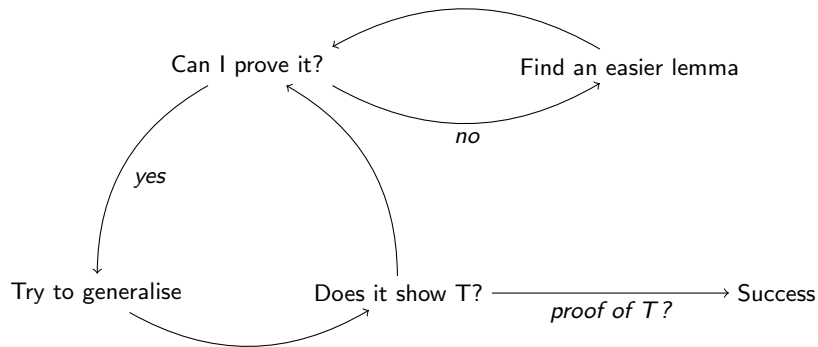 Can I prove it?
Find an easier lemma
no
yes
Try to generalise
Does it show T?
proof of T?
Success